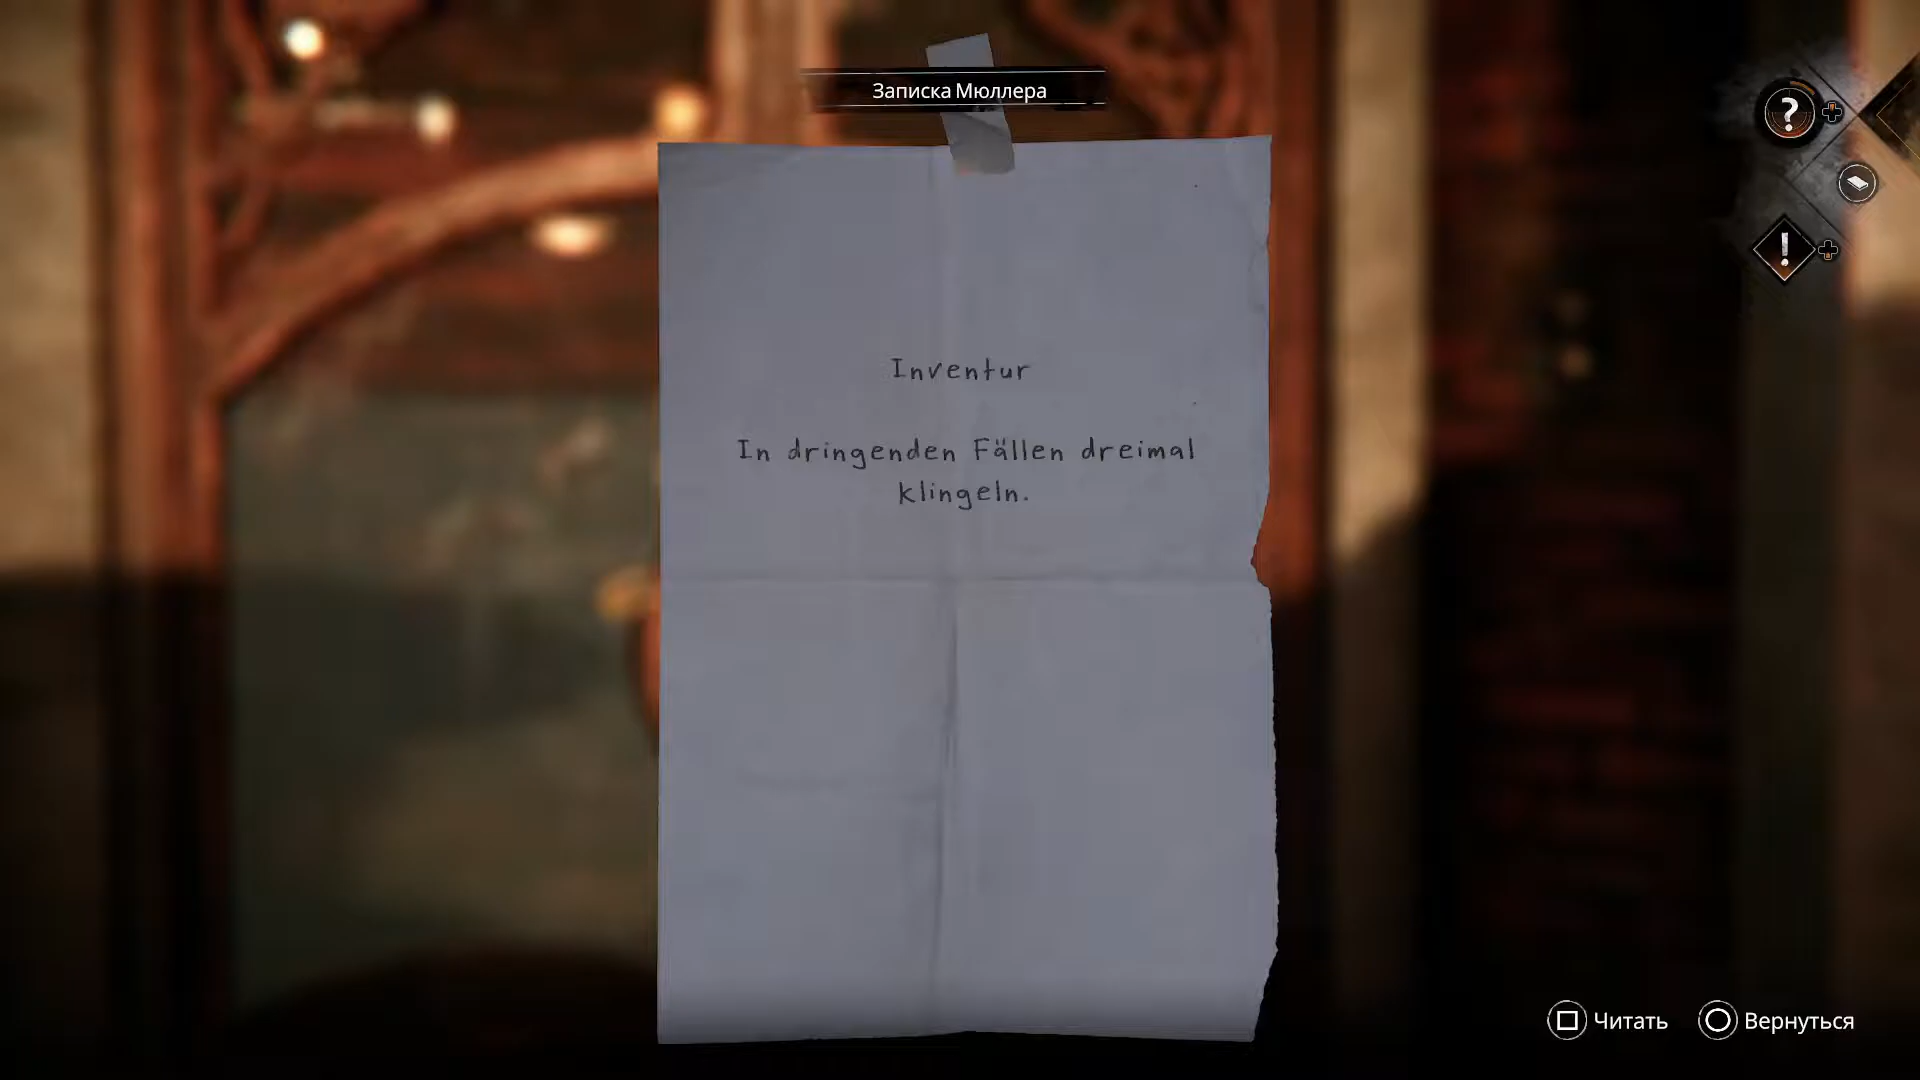 Записка Мюллера
Inventur
In dringenden Fällen dreimal
klingeln.
Читать
Вернуться